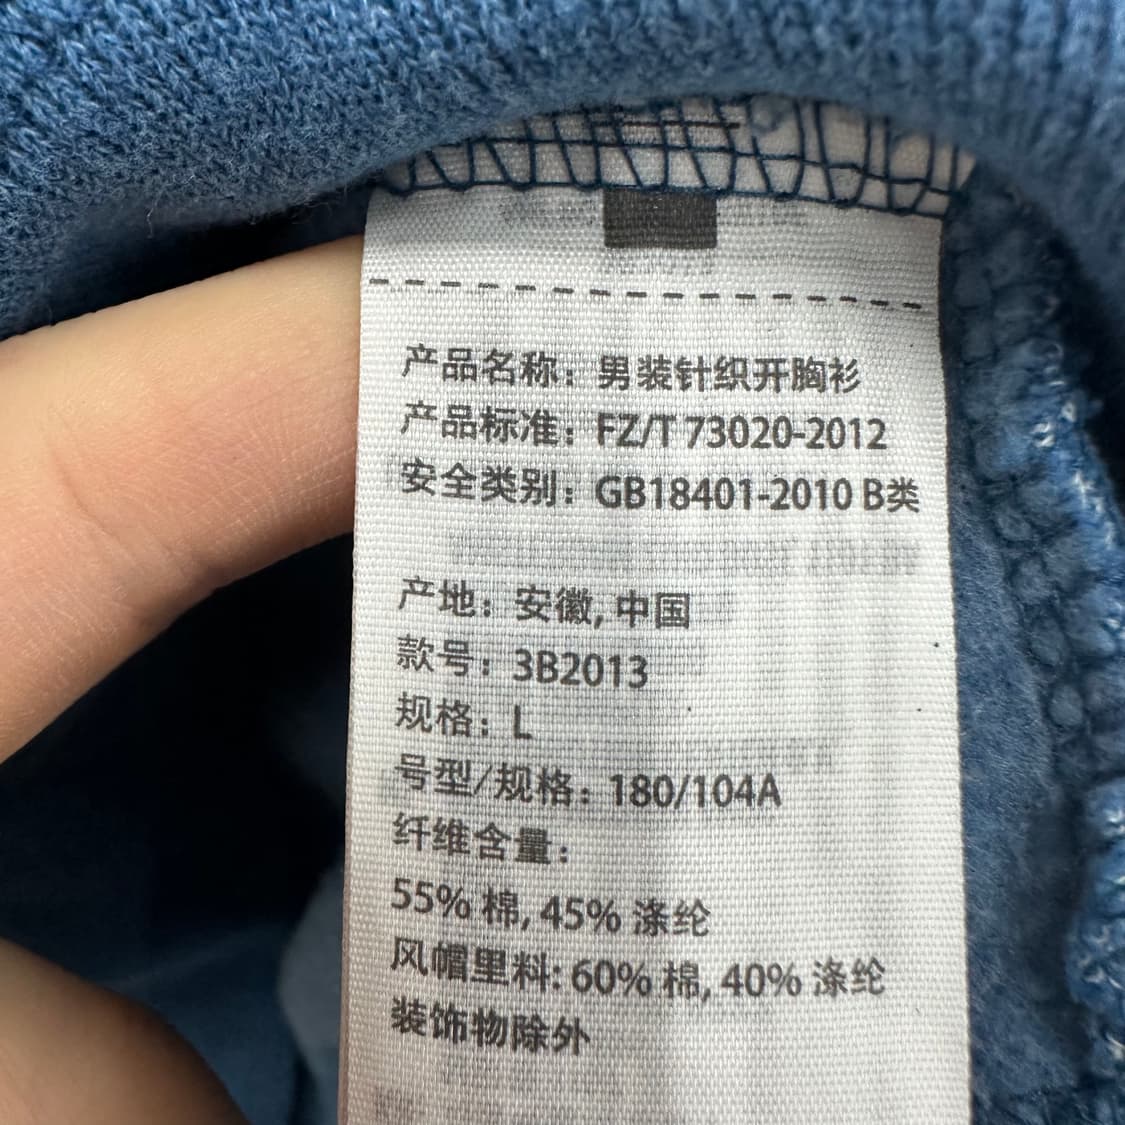 产品名称：男装针织开胸衫
产品标准：FZ/T 73020-2012
安全类别：GB18401-2010 B类
产地：安徽, 中国
款号：3B2013
规格：L
号型/规格：180/104A
纤维含量：
55% 棉, 45% 涤纶
风帽里料: 60% 棉, 40% 涤纶
装饰物除外